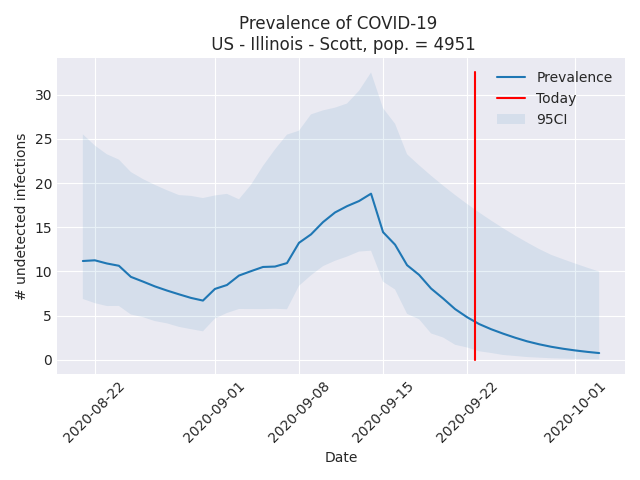 Prevalence of COVID-19
US - Illinois - Scott, pop. = 4951
Prevalence
Today
95CI
# undetected infections
30
25
20
15
10
5
0
2020-08-22
2020-09-01
2020-09-08
2020-09-15
2020-09-22
2020-10-01
Date